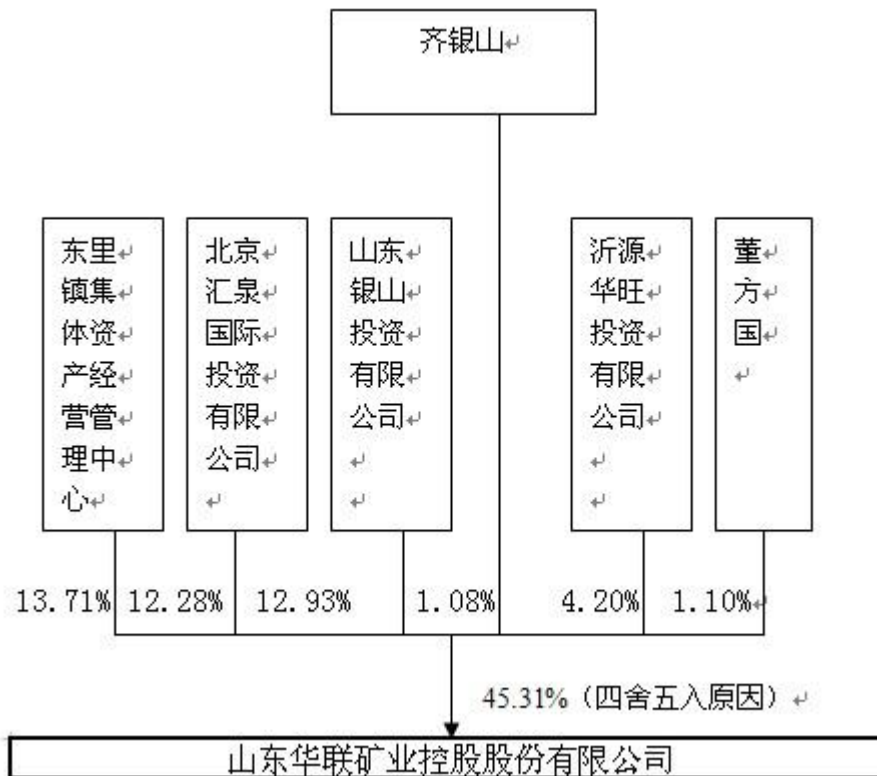 齐银山
东里
镇集
体资
产经
营管
理中
心
北京
汇泉
国际
投资
有限
公司
山东
银山
投资
有限
公司
沂源
华旺
投资
有限
公司
董
方
国
13.71% 12.28% 12.93% 1.08% 4.20% 1.10%
45.31%（四舍五入原因）
山东华联矿业控股股份有限公司